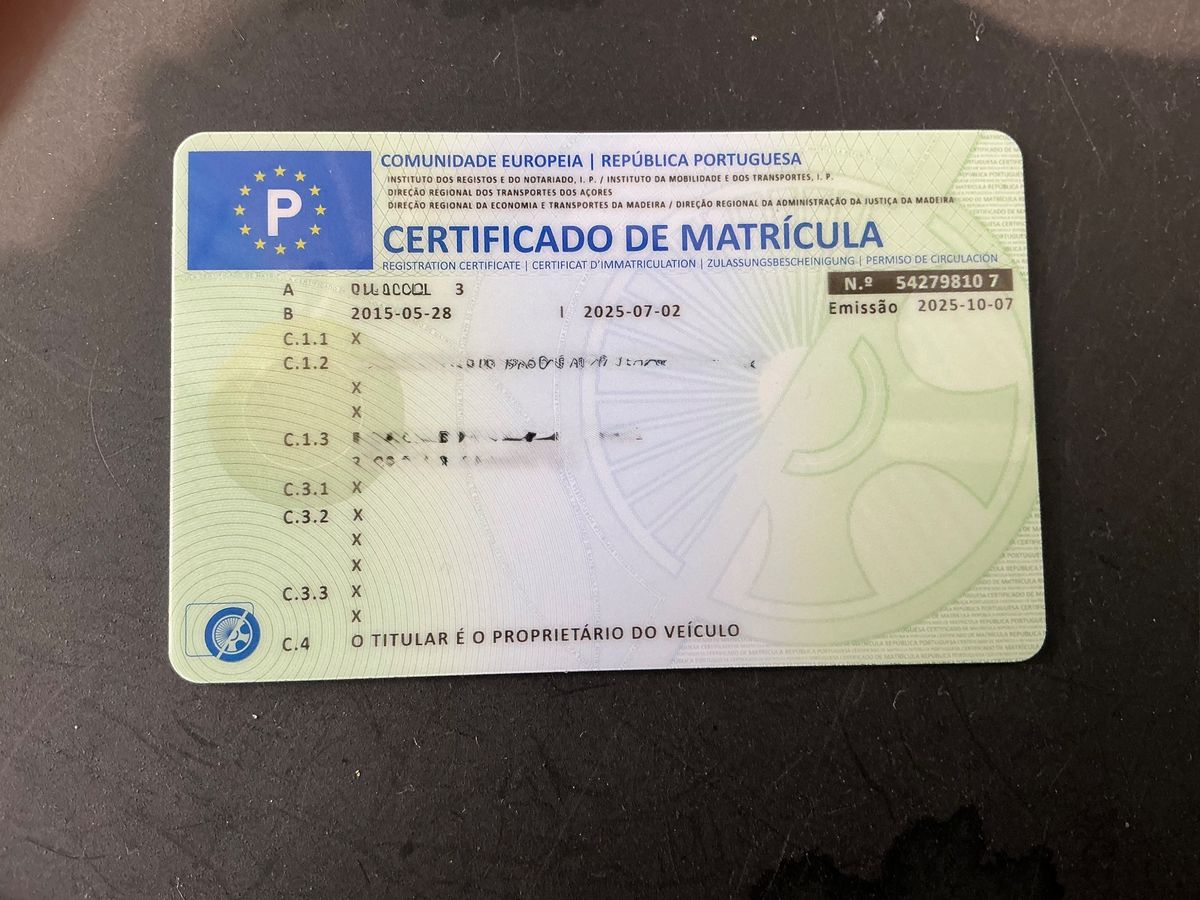 P
COMUNIDADE EUROPEIA | REPÚBLICA PORTUGUESA
INSTITUTO DOS REGISTOS E DO NOTARIADO, I. P. / INSTITUTO DA MOBILIDADE E DOS TRANSPORTES, I. P.
DIREÇÃO REGIONAL DOS TRANSPORTES DOS AÇORES
DIREÇÃO REGIONAL DA ECONOMIA E TRANSPORTES DA MADEIRA / DIREÇÃO REGIONAL DA ADMINISTRAÇÃO DA JUSTIÇA DA MADEIRA
CERTIFICADO DE MATRÍCULA
REGISTRATION CERTIFICATE | CERTIFICAT D'IMMATRICULATION | ZULASSUNGSBESCHEINIGUNG | PERMISO DE CIRCULACIÓN
N.º 54279810 7
A 3
B 2015-05-28 I 2025-07-02 Emissão 2025-10-07
C.1.1 X
C.1.2
X
X
C.1.3
C.3.1 X
C.3.2 X
X
X
C.3.3 X
X
C.4 O TITULAR É O PROPRIETÁRIO DO VEÍCULO